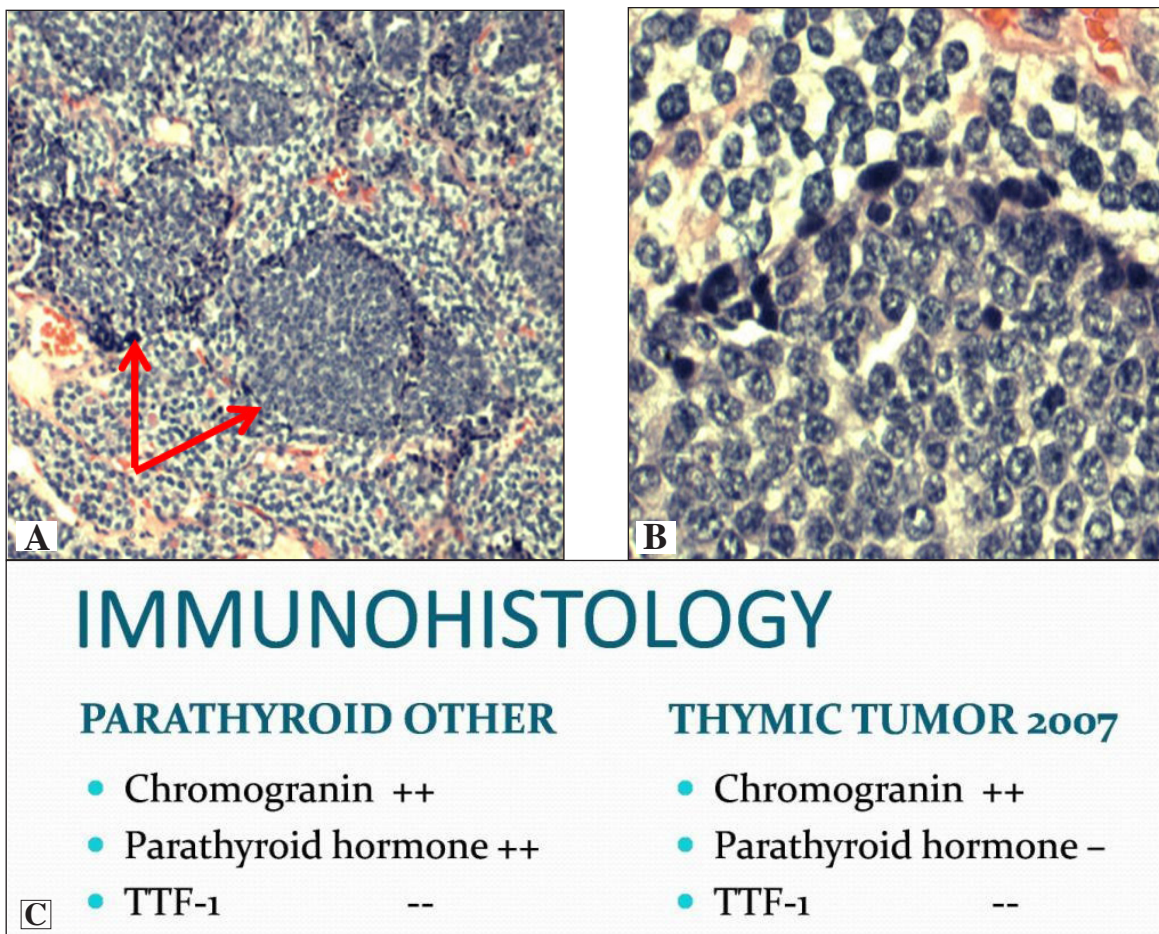 A
B
IMMUNOHISTOLOGY
PARATHYROID OTHER
• Chromogranin ++
• Parathyroid hormone ++
• TTF-1 --
THYMIC TUMOR 2007
• Chromogranin ++
• Parathyroid hormone –
• TTF-1 --
C